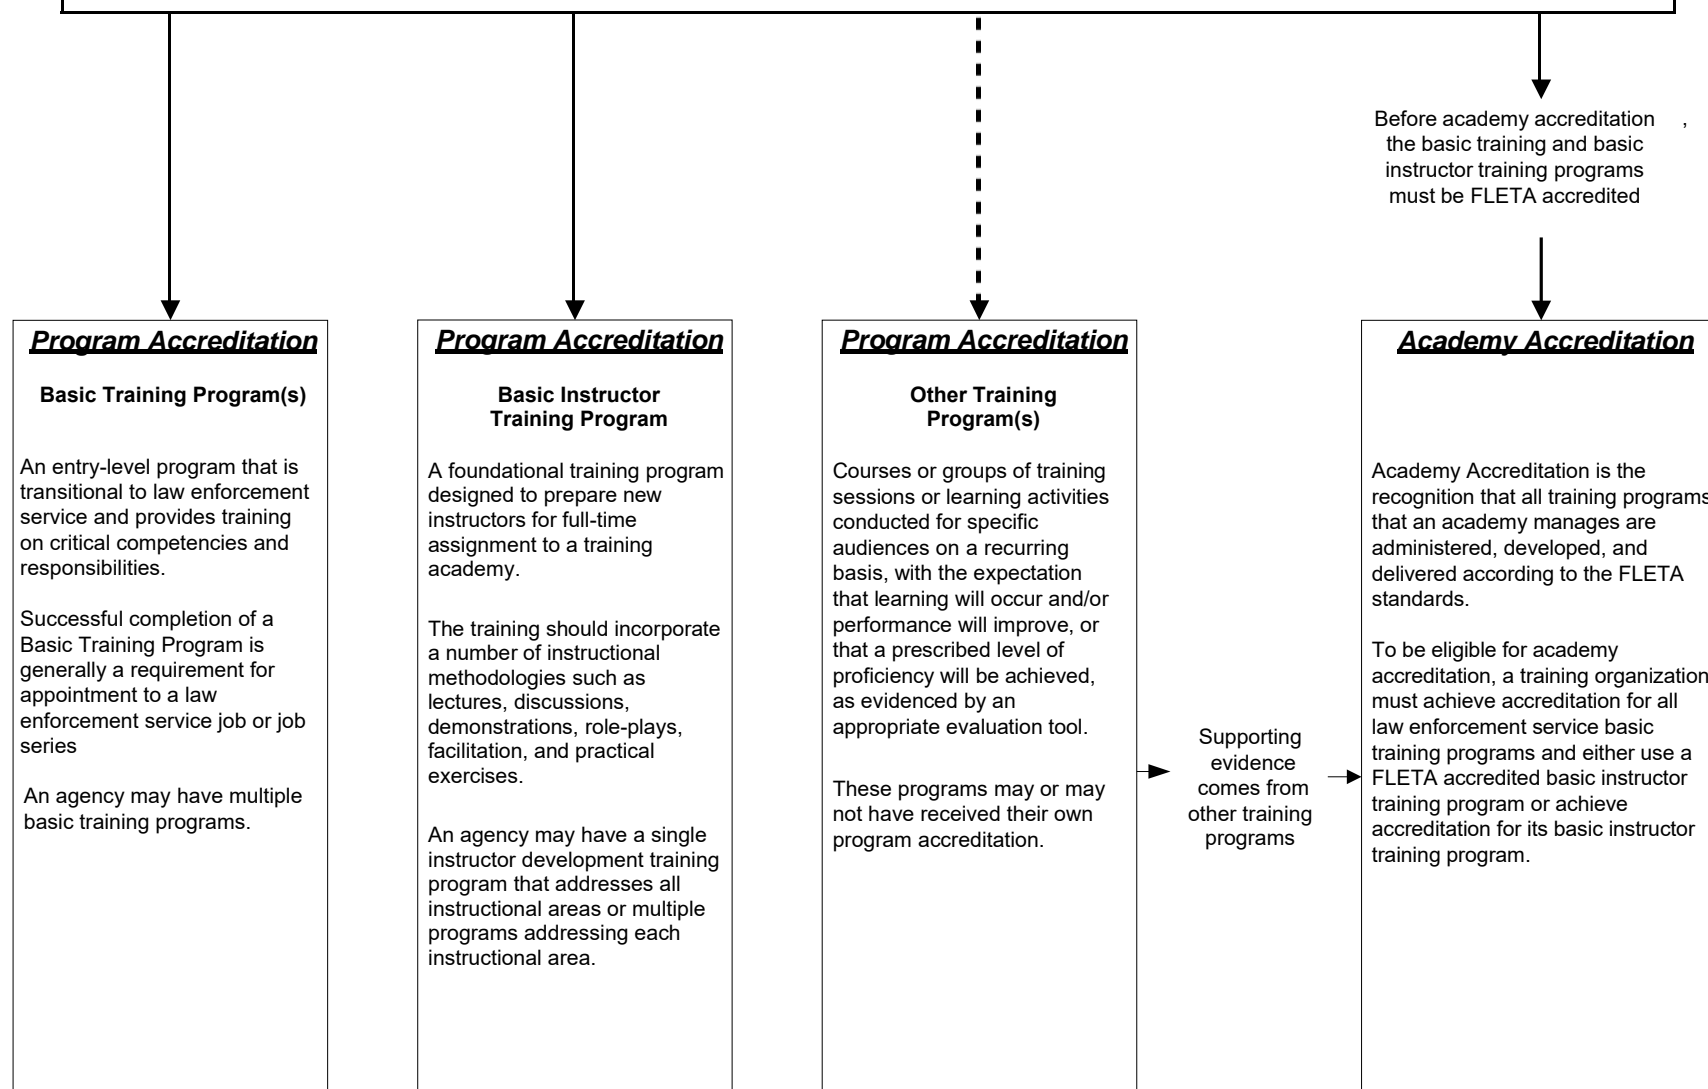 Before academy accreditation ,
the basic training and basic
instructor training programs
must be FLETA accredited
Program Accreditation
Basic Training Program(s)
An entry-level program that is
transitional to law enforcement
service and provides training
on critical competencies and
responsibilities.
Successful completion of a
Basic Training Program is
generally a requirement for
appointment to a law
enforcement service job or job
series
An agency may have multiple
basic training programs.
Program Accreditation
Basic Instructor
Training Program
A foundational training program
designed to prepare new
instructors for full-time
assignment to a training
academy.
The training should incorporate
a number of instructional
methodologies such as
lectures, discussions,
demonstrations, role-plays,
facilitation, and practical
exercises.
An agency may have a single
instructor development training
program that addresses all
instructional areas or multiple
programs addressing each
instructional area.
Program Accreditation
Other Training
Program(s)
Courses or groups of training
sessions or learning activities
conducted for specific
audiences on a recurring
basis, with the expectation
that learning will occur and/or
performance will improve, or
that a prescribed level of
proficiency will be achieved,
as evidenced by an
appropriate evaluation tool.
These programs may or may
not have received their own
program accreditation.
Supporting
evidence
comes from
other training
programs
Academy Accreditation
Academy Accreditation is the
recognition that all training programs
that an academy manages are
administered, developed, and
delivered according to the FLETA
standards.
To be eligible for academy
accreditation, a training organization
must achieve accreditation for all
law enforcement service basic
training programs and either use a
FLETA accredited basic instructor
training program or achieve
accreditation for its basic instructor
training program.